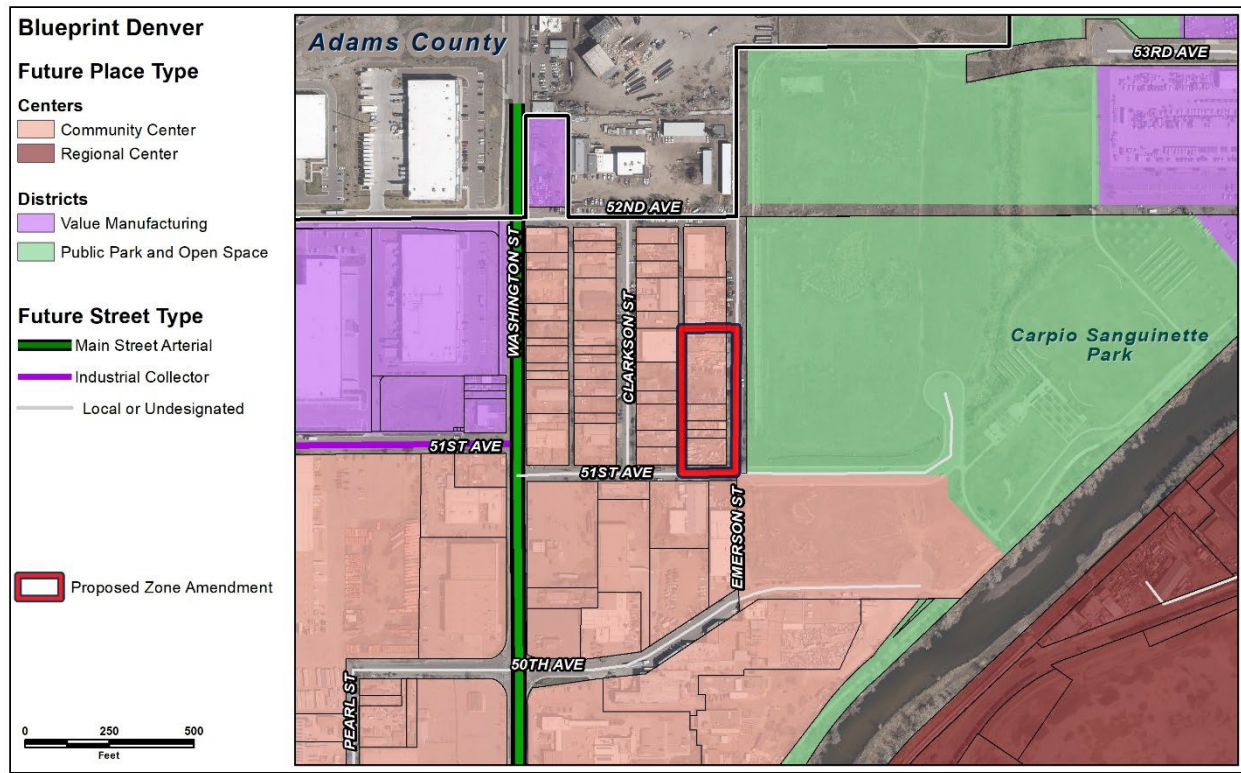 Blueprint Denver
Future Place Type
Centers
Community Center
Regional Center
Districts
Value Manufacturing
Public Park and Open Space
Future Street Type
Main Street Arterial
Industrial Collector
Local or Undesignated
Proposed Zone Amendment
0 250 500
Feet
Adams County
53RD AVE
52ND AVE
WASHINGTON ST
CLARKSON ST
Carpio Sanguinette
Park
51ST AVE
51ST AVE
EMERSON ST
50TH AVE
PEARL ST